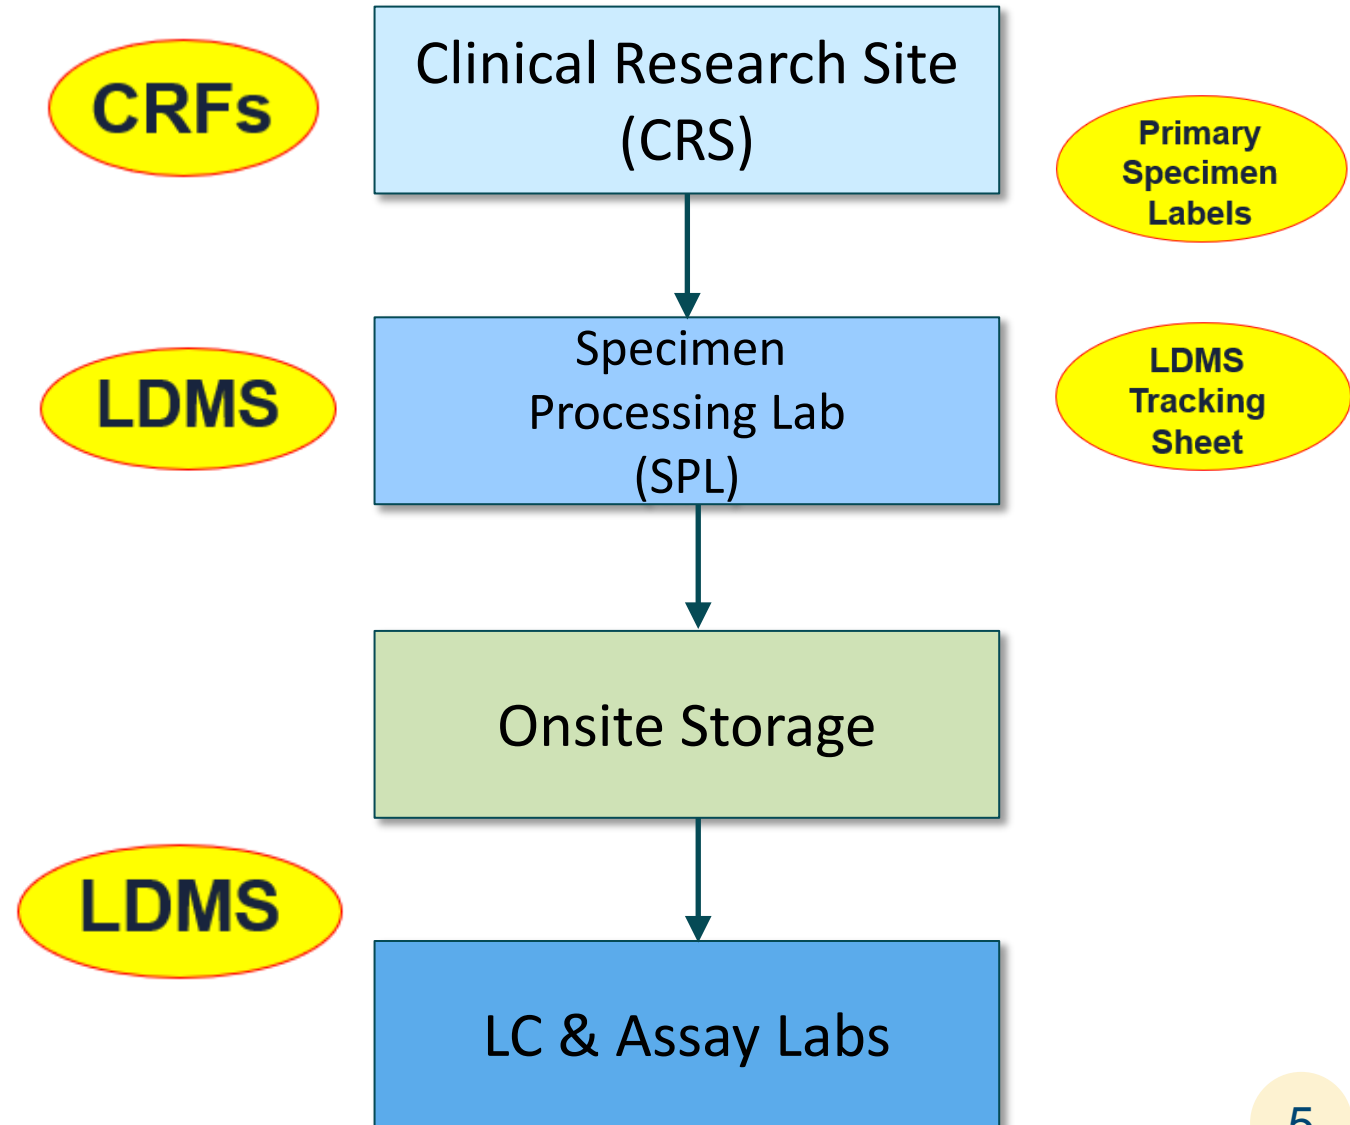 CRFs
Clinical Research Site
(CRS)
Primary
Specimen
Labels
LDMS
Specimen
Processing Lab
(SPL)
LDMS
Tracking
Sheet
Onsite Storage
LDMS
LC & Assay Labs
5